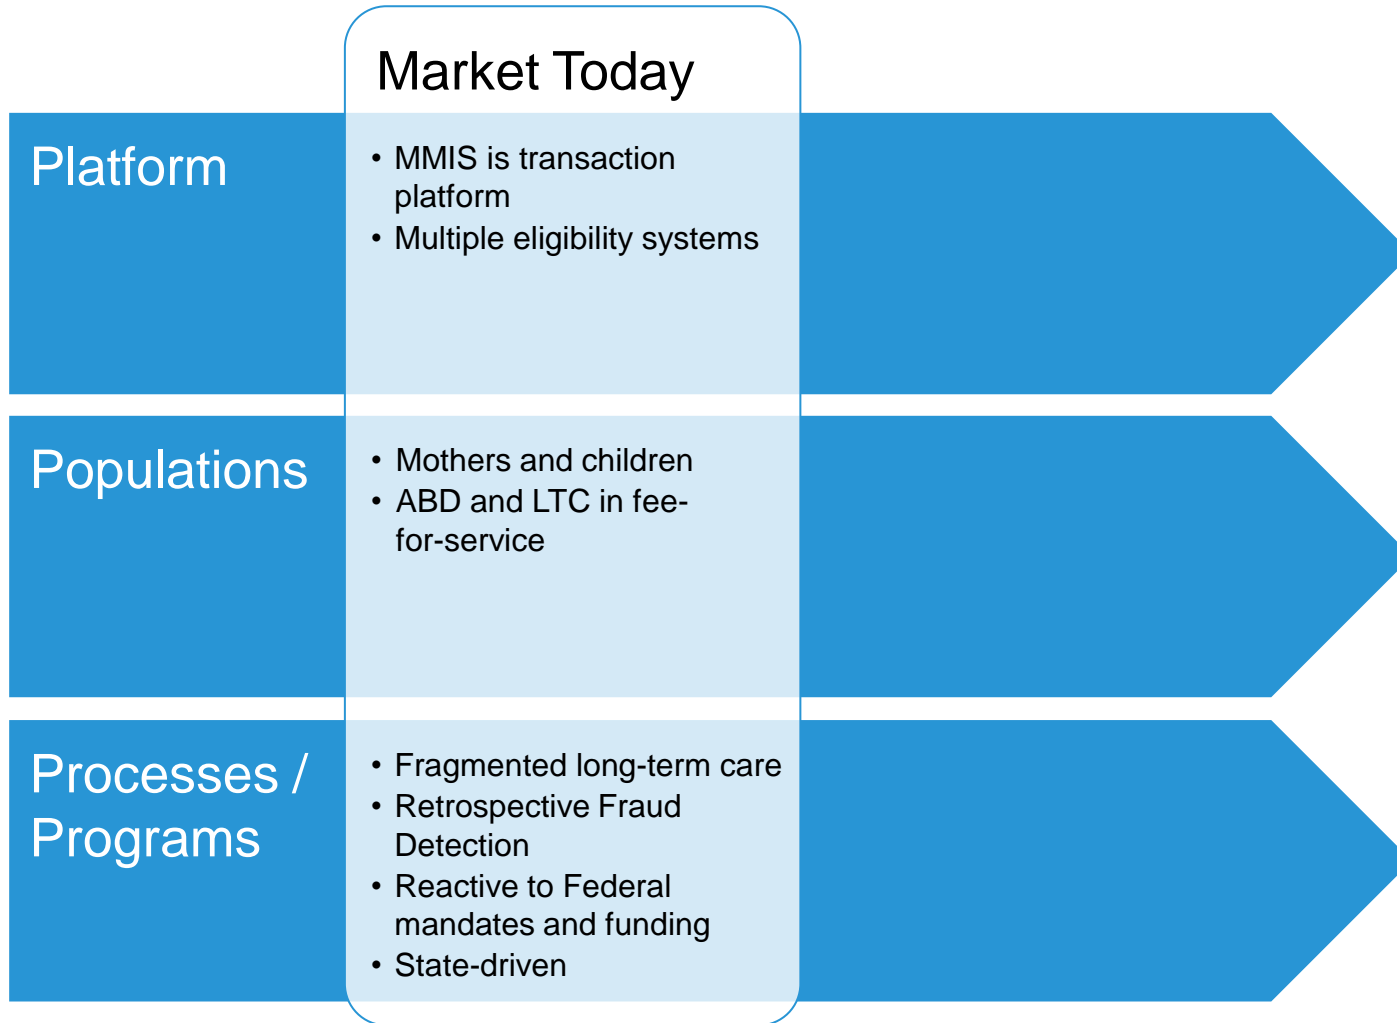 Market Today
Platform
• MMIS is transaction
platform
• Multiple eligibility systems
Populations
• Mothers and children
• ABD and LTC in fee-
for-service
Processes /
Programs
• Fragmented long-term care
• Retrospective Fraud
Detection
• Reactive to Federal
mandates and funding
• State-driven